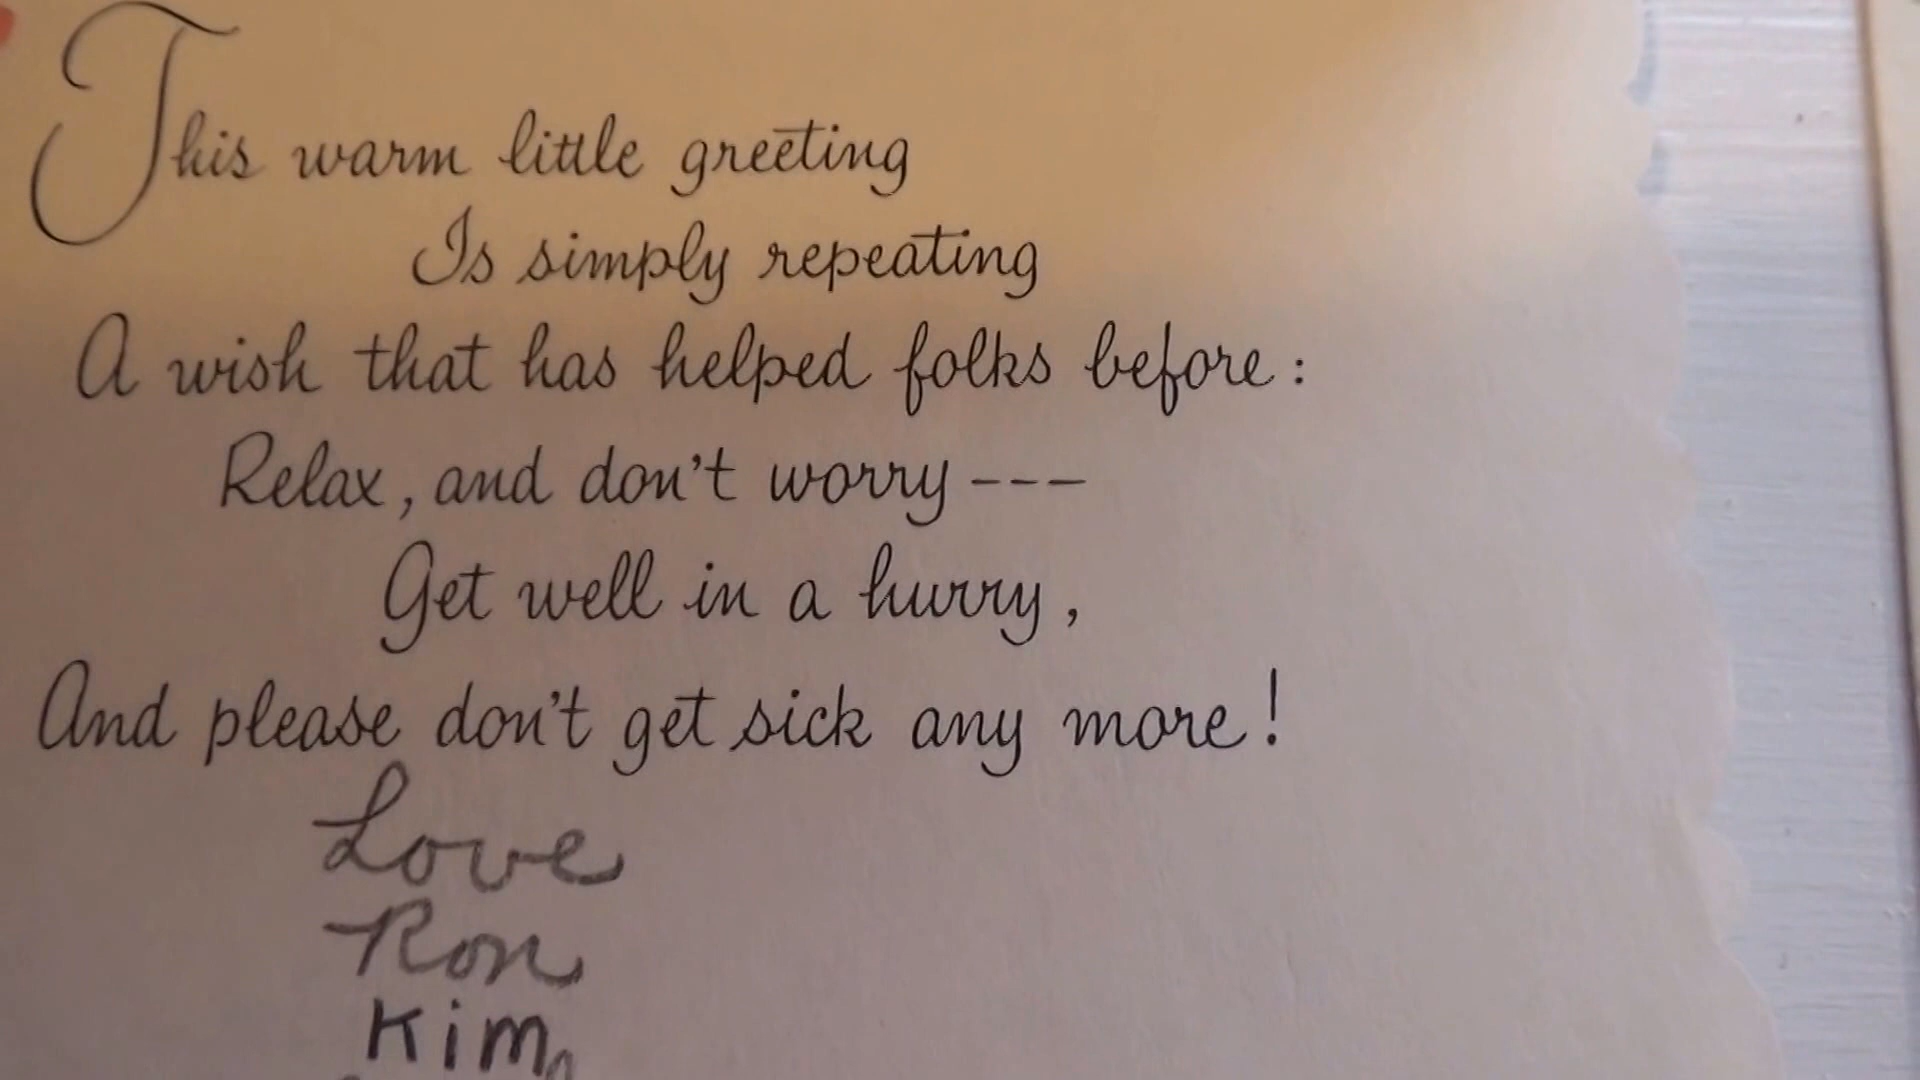 This warm little greeting
Is simply repeating
A wish that has helped folks before:
Relax, and don't worry ---
Get well in a hurry,
And please don't get sick any more!
Love
Ron
Kim